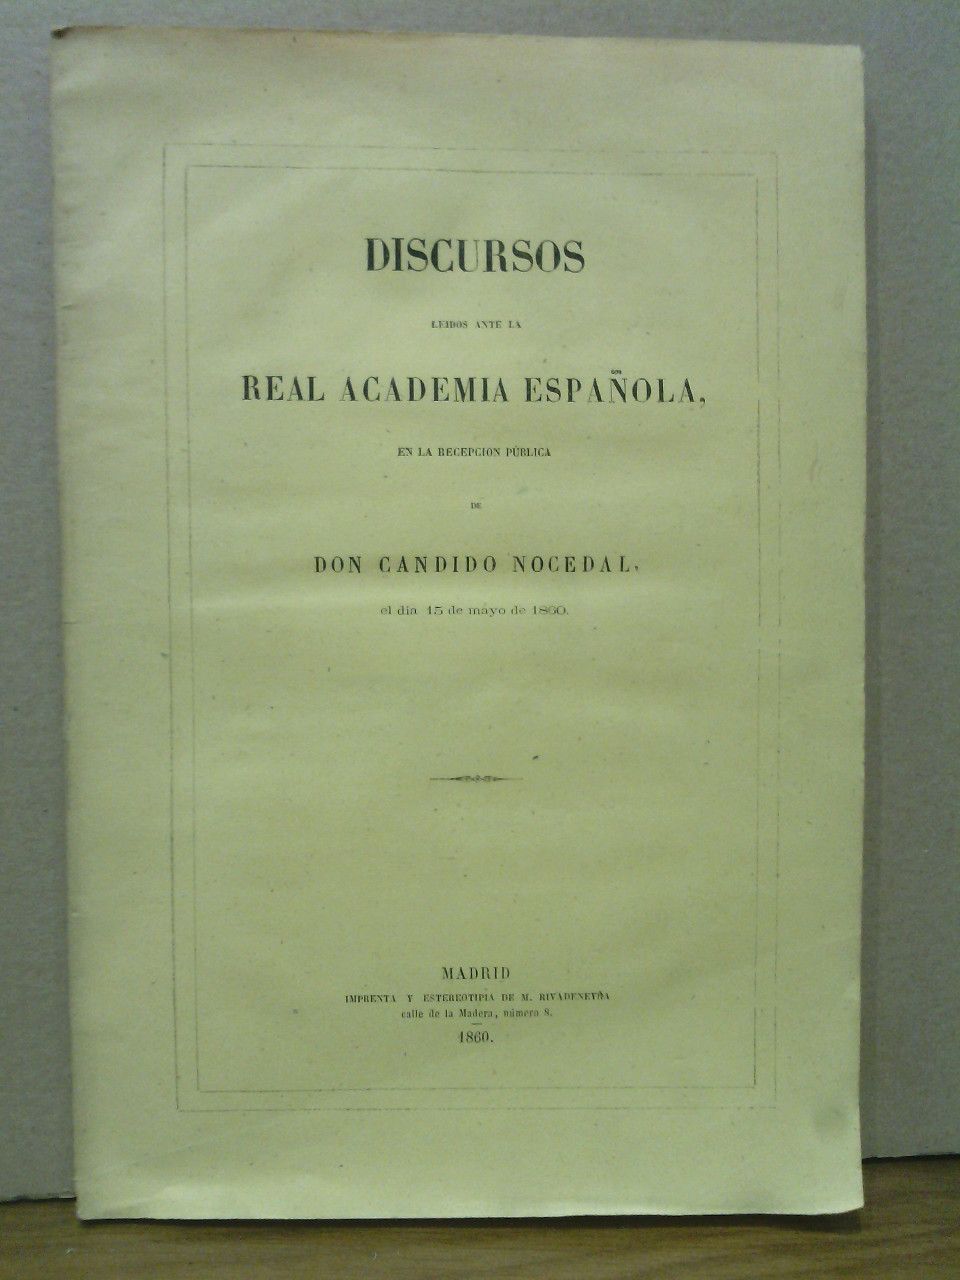 DISCURSOS
LEIDOS ANTE LA
REAL ACADEMIA ESPAÑOLA,
EN LA RECEPCION PÚBLICA
DE
DON CANDIDO NOCEDAL,
el dia 15 de mayo de 1860.
MADRID
IMPRENTA Y ESTEREOTIPIA DE M. RIVADENEYRA
calle de la Madera, número 8.
1860.